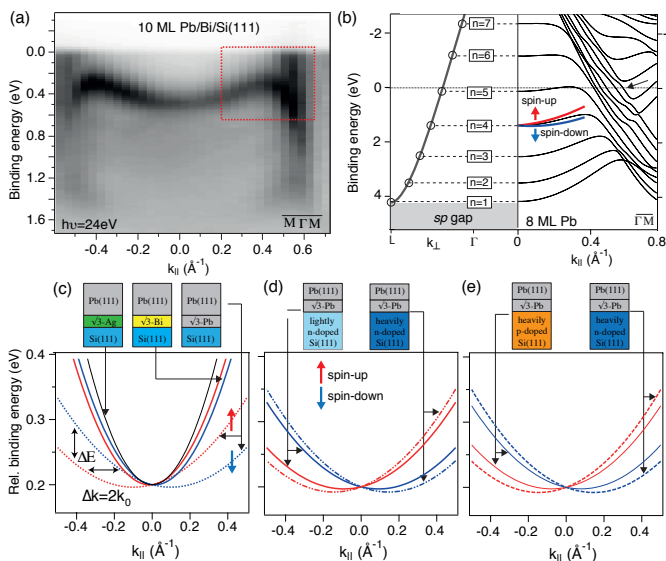 (a)
10 ML Pb/Bi/Si(111)
Binding energy (eV)
0.0
0.4
0.8
1.2
1.6
hυ=24eV
M Γ M
-0.4 -0.2 0.0 0.2 0.4 0.6
k|| (Å⁻¹)
(b)
Binding energy (eV)
-2
0
2
4
n=7
n=6
n=5
n=4
n=3
n=2
n=1
spin-up
spin-down
sp gap
8 ML Pb
ΓM
L k⊥ Γ
0 0.4 0.8
k|| (Å⁻¹)
(c)
Pb(111) Pb(111) Pb(111)
√3-Ag √3-Bi √3-Pb
Si(111) Si(111) Si(111)
Rel. binding energy (eV)
0.4
0.3
0.2
ΔE
Δk=2k₀
-0.4 -0.2 0.0 0.2 0.4
k|| (Å⁻¹)
(d)
Pb(111) Pb(111)
√3-Pb √3-Pb
lightly heavily
n-doped n-doped
Si(111) Si(111)
spin-up
spin-down
-0.4 -0.2 0.0 0.2 0.4
k|| (Å⁻¹)
(e)
Pb(111) Pb(111)
√3-Pb √3-Pb
heavily heavily
p-doped n-doped
Si(111) Si(111)
-0.4 -0.2 0.0 0.2 0.4
k|| (Å⁻¹)